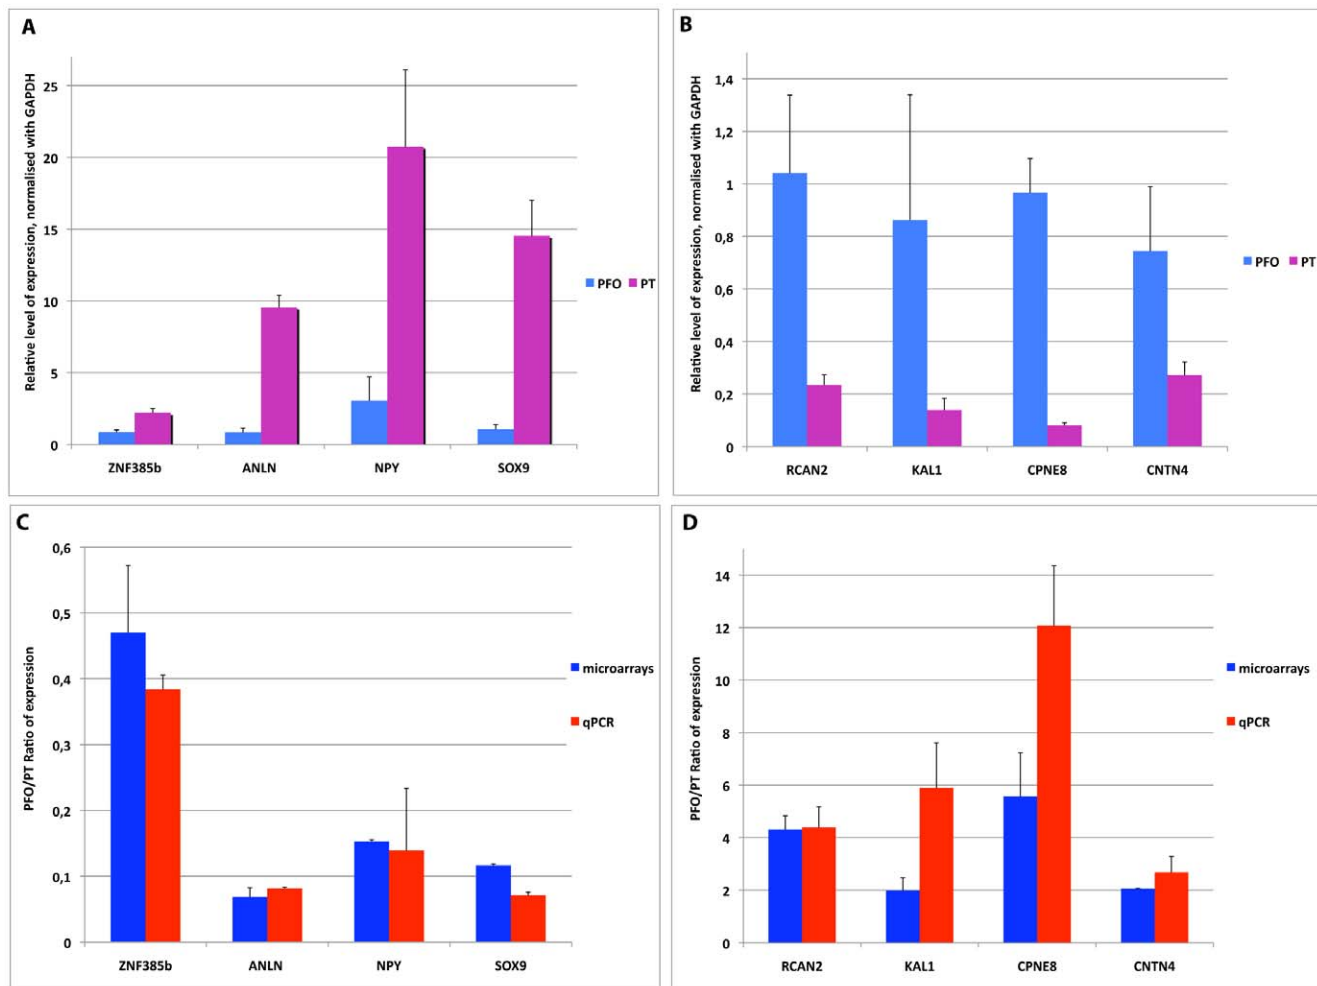 A
Relative level of expression, normalised with GAPDH
25
20
15
10
5
0
ZNF385b ANLN NPY SOX9
PFO PT
B
Relative level of expression, normalised with GAPDH
1,4
1,2
1
0,8
0,6
0,4
0,2
0
RCAN2 KAL1 CPNE8 CNTN4
PFO PT
C
PFO/PT Ratio of expression
0,6
0,5
0,4
0,3
0,2
0,1
0
ZNF385b ANLN NPY SOX9
microarrays
qPCR
D
PFO/PT Ratio of expression
14
12
10
8
6
4
2
0
RCAN2 KAL1 CPNE8 CNTN4
microarrays
qPCR